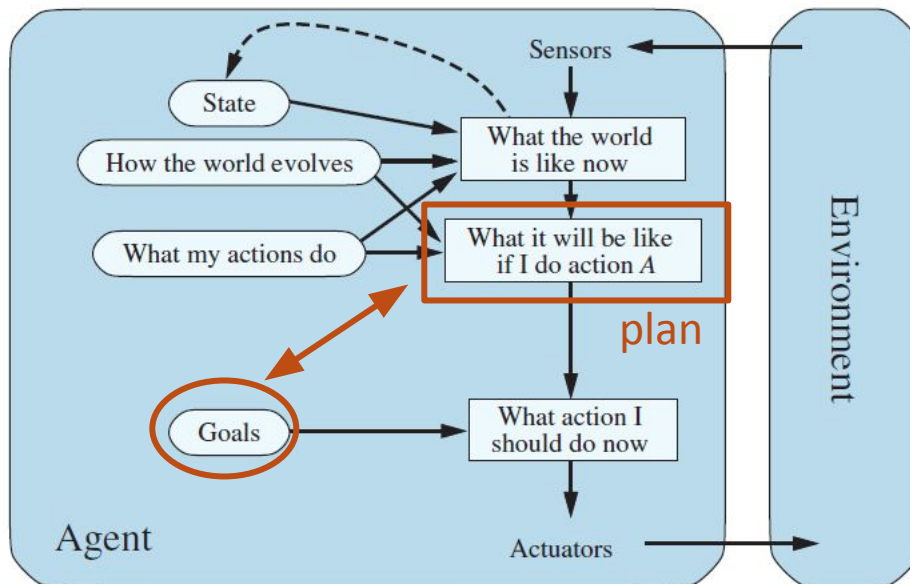 Sensors
State
What the world
is like now
How the world evolves
What it will be like
if I do action A
What my actions do
plan
Goals
What action I
should do now
Agent
Actuators
Environment